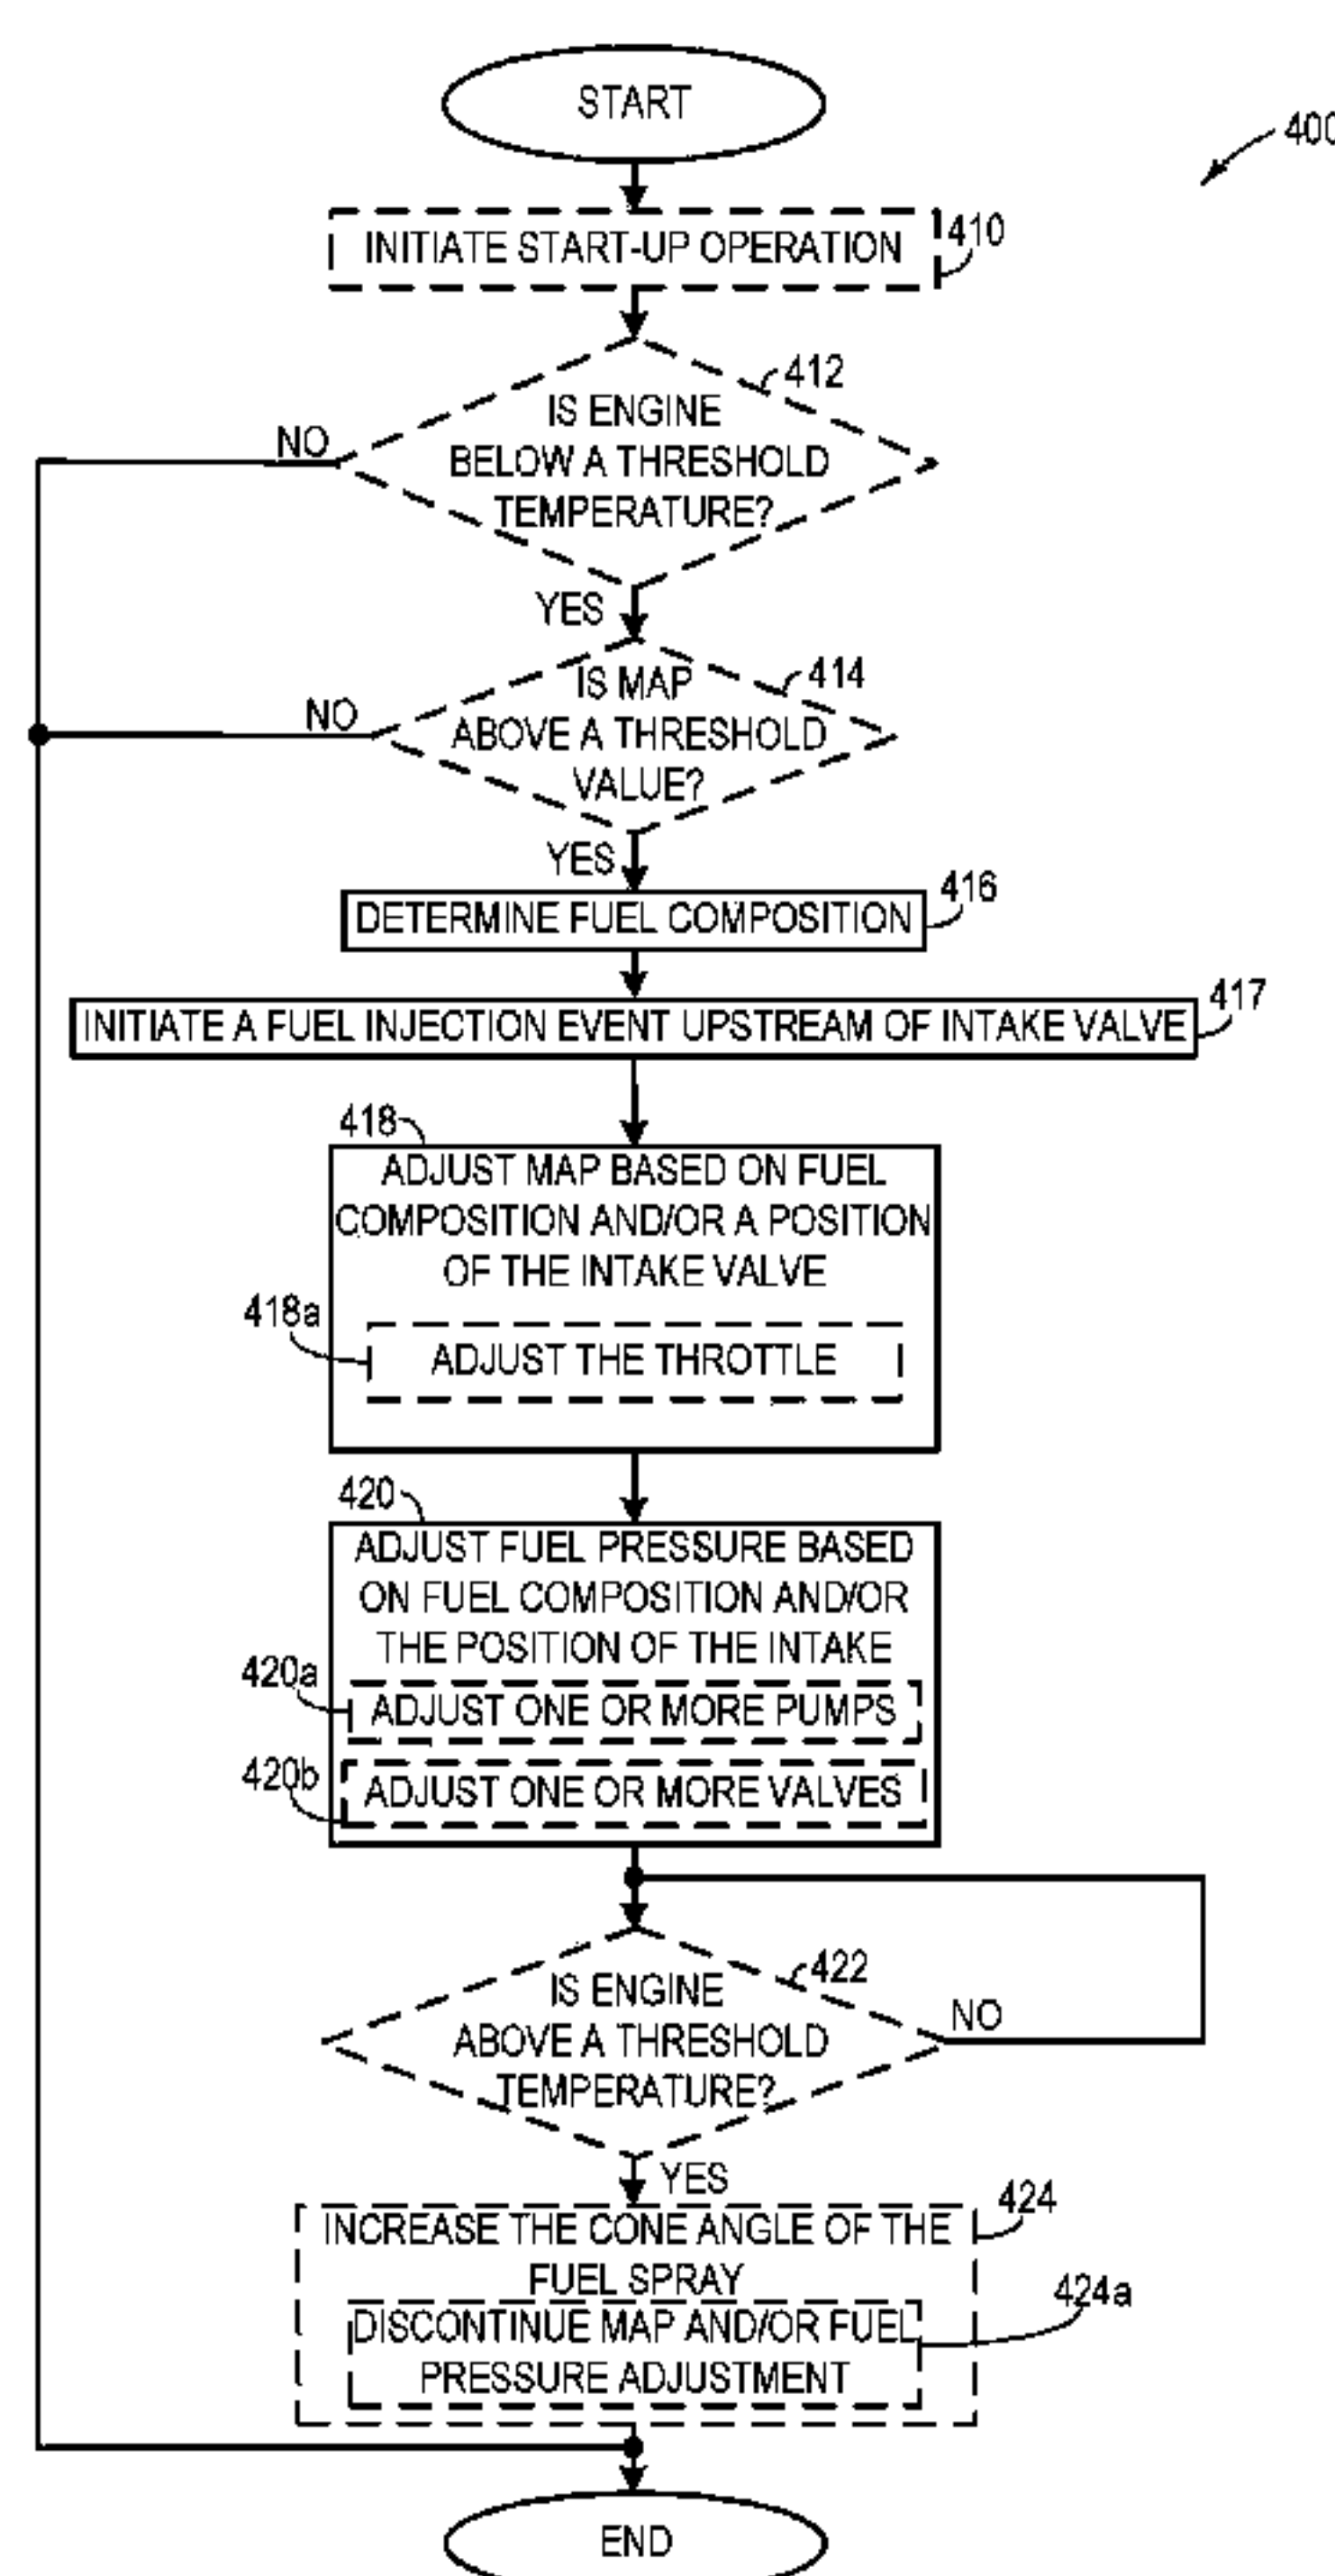 START
400
INITIATE START-UP OPERATION
410
412
IS ENGINE
BELOW A THRESHOLD
TEMPERATURE?
NO
YES
414
IS MAP
ABOVE A THRESHOLD
VALUE?
NO
YES
416
DETERMINE FUEL COMPOSITION
417
INITIATE A FUEL INJECTION EVENT UPSTREAM OF INTAKE VALVE
418
ADJUST MAP BASED ON FUEL
COMPOSITION AND/OR A POSITION
OF THE INTAKE VALVE
418a
ADJUST THE THROTTLE
420
ADJUST FUEL PRESSURE BASED
ON FUEL COMPOSITION AND/OR
THE POSITION OF THE INTAKE
420a
ADJUST ONE OR MORE PUMPS
420b
ADJUST ONE OR MORE VALVES
422
IS ENGINE
ABOVE A THRESHOLD
TEMPERATURE?
NO
YES
424
INCREASE THE CONE ANGLE OF THE
FUEL SPRAY
424a
DISCONTINUE MAP AND/OR FUEL
PRESSURE ADJUSTMENT
END